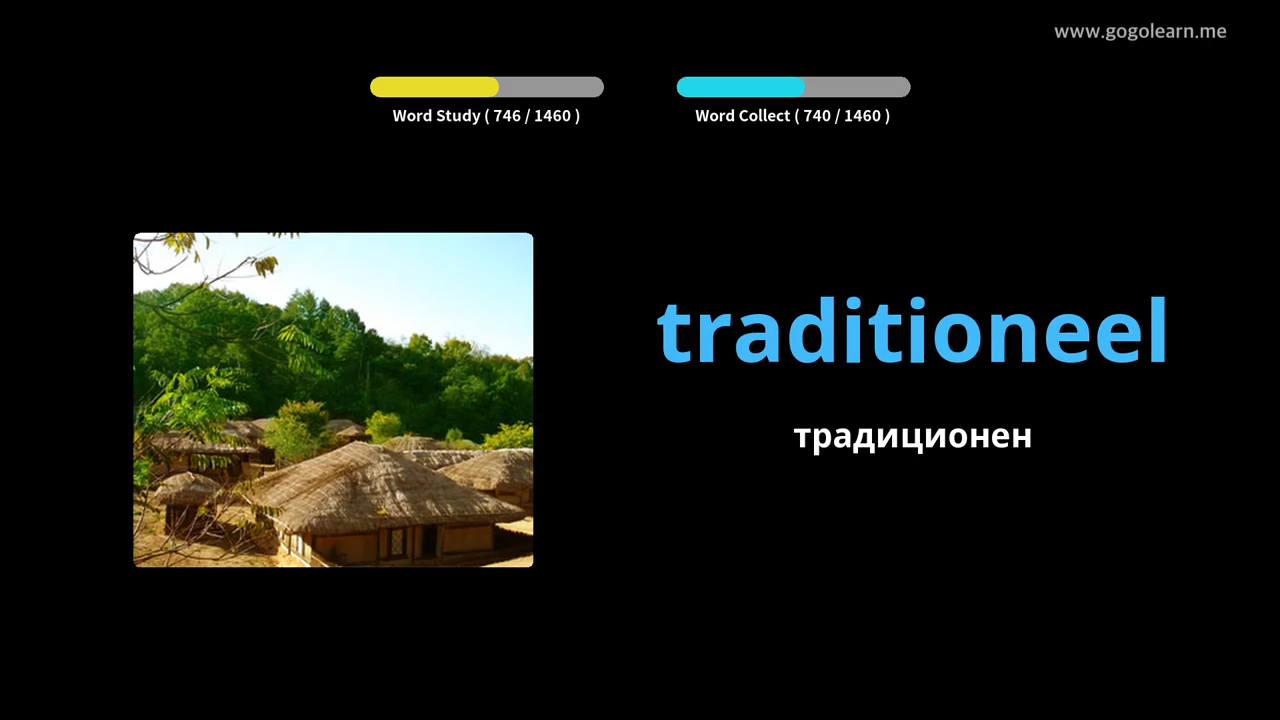 www.gogolearn.me
Word Study ( 746 / 1460 )
Word Collect ( 740 / 1460 )
traditioneel
традиционен